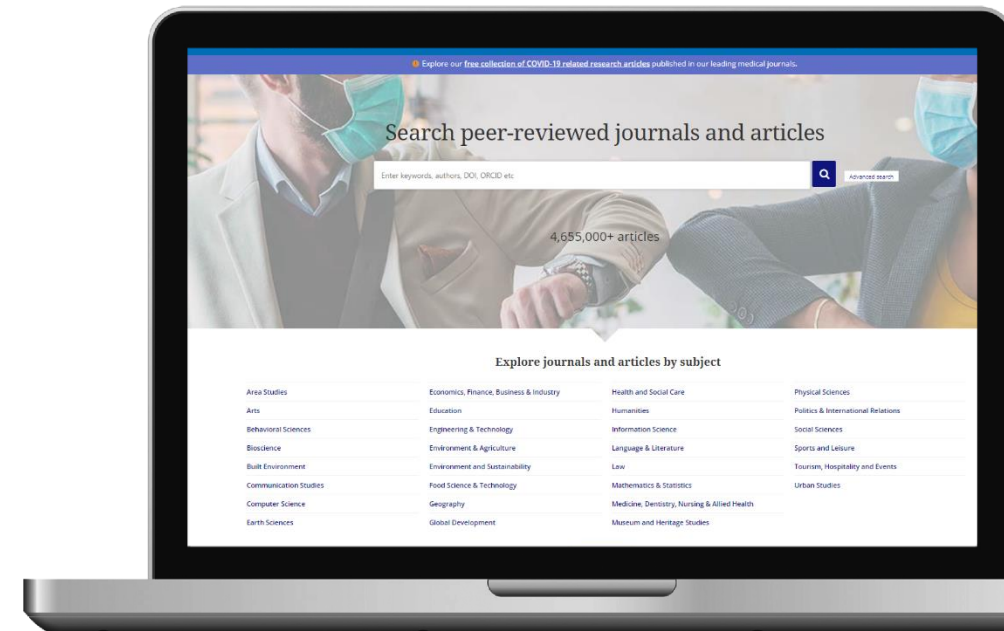 Explore our free collection of COVID-19 related research articles published in our leading medical journals.
Search peer-reviewed journals and articles
Enter keywords, authors, DOI, ORCID etc
Advanced search
4,655,000+ articles
Explore journals and articles by subject
Area Studies
Arts
Behavioral Sciences
Bioscience
Built Environment
Communication Studies
Computer Science
Earth Sciences
Economics, Finance, Business & Industry
Education
Engineering & Technology
Environment & Agriculture
Environment and Sustainability
Food Science & Technology
Geography
Global Development
Health and Social Care
Humanities
Information Science
Language & Literature
Law
Mathematics & Statistics
Medicine, Dentistry, Nursing & Allied Health
Museum and Heritage Studies
Physical Sciences
Politics & International Relations
Social Sciences
Sports and Leisure
Tourism, Hospitality and Events
Urban Studies